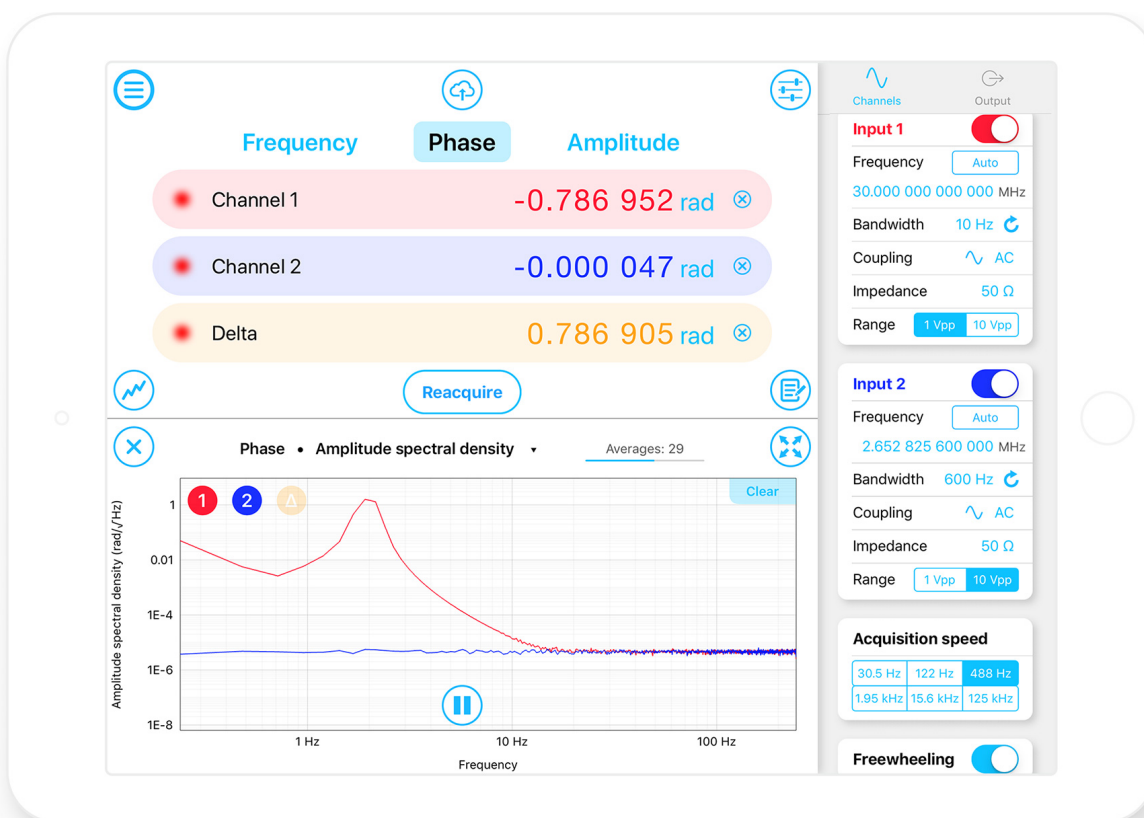 Frequency Phase Amplitude
Channel 1 -0.786 952 rad
Channel 2 -0.000 047 rad
Delta 0.786 905 rad
Reacquire
Phase • Amplitude spectral density ▾ Averages: 29
Clear
1 2 Δ
Amplitude spectral density (rad/√Hz)
1
0.01
1E-4
1E-6
1E-8
1 Hz 10 Hz 100 Hz
Frequency
Channels Output
Input 1
Frequency Auto
30.000 000 000 000 MHz
Bandwidth 10 Hz
Coupling AC
Impedance 50 Ω
Range 1 Vpp 10 Vpp
Input 2
Frequency Auto
2.652 825 600 000 MHz
Bandwidth 600 Hz
Coupling AC
Impedance 50 Ω
Range 1 Vpp 10 Vpp
Acquisition speed
30.5 Hz 122 Hz 488 Hz
1.95 kHz 15.6 kHz 125 kHz
Freewheeling